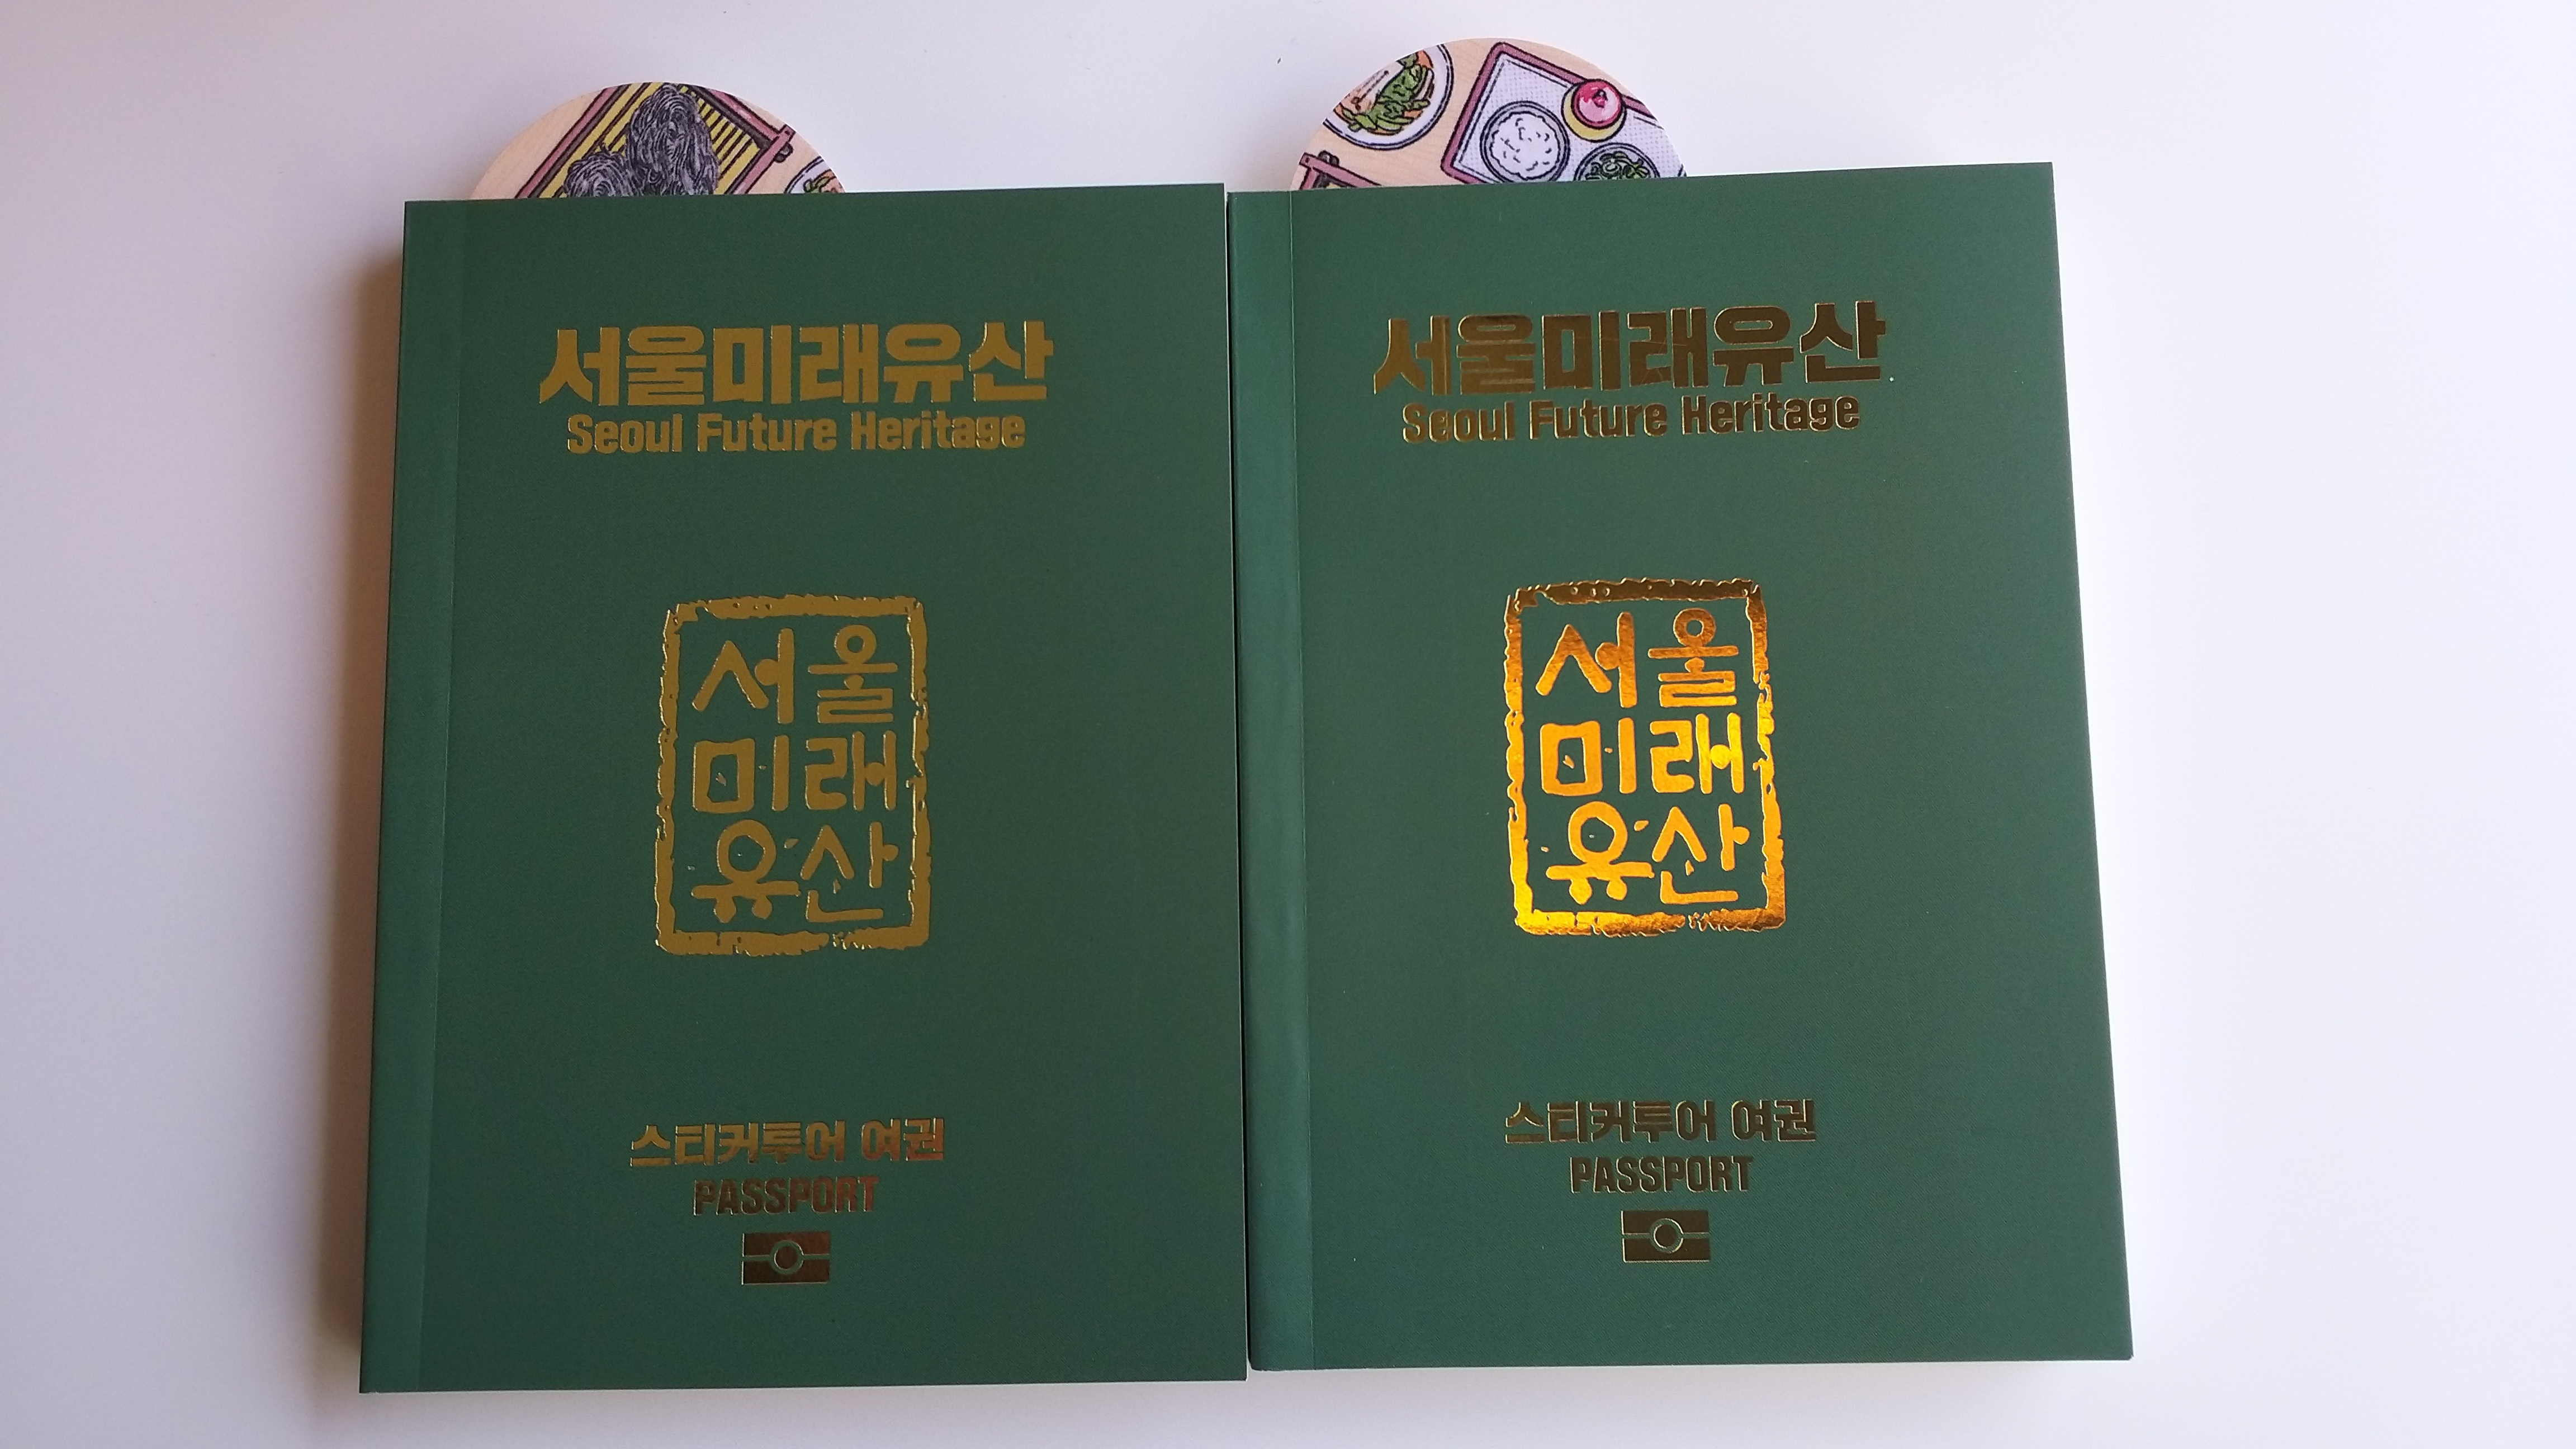 서울미래유산
Seoul Future Heritage
서울
미래
유산
스티커투어 여권
PASSPORT
서울미래유산
Seoul Future Heritage
서울
미래
유산
스티커투어 여권
PASSPORT